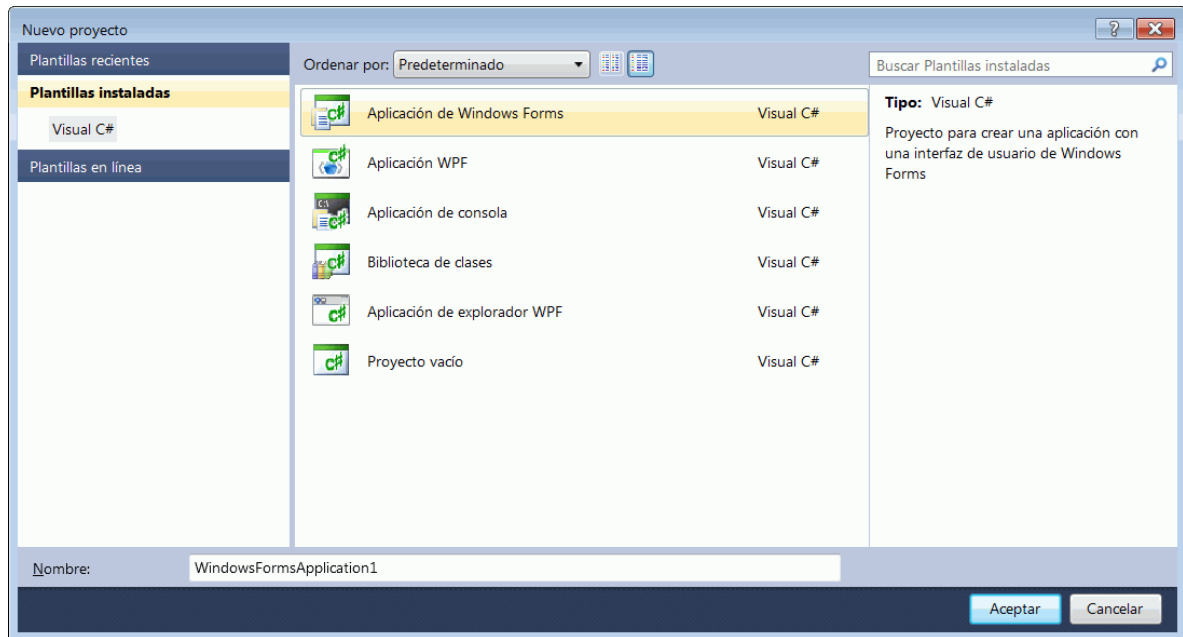 Nuevo proyecto
Plantillas recientes
Plantillas instaladas
Visual C#
Plantillas en línea
Ordenar por: Predeterminado
Aplicación de Windows Forms Visual C#
Aplicación WPF Visual C#
Aplicación de consola Visual C#
Biblioteca de clases Visual C#
Aplicación de explorador WPF Visual C#
Proyecto vacío Visual C#
Buscar Plantillas instaladas
Tipo: Visual C#
Proyecto para crear una aplicación con
una interfaz de usuario de Windows
Forms
Nombre: WindowsFormsApplication1
Aceptar Cancelar